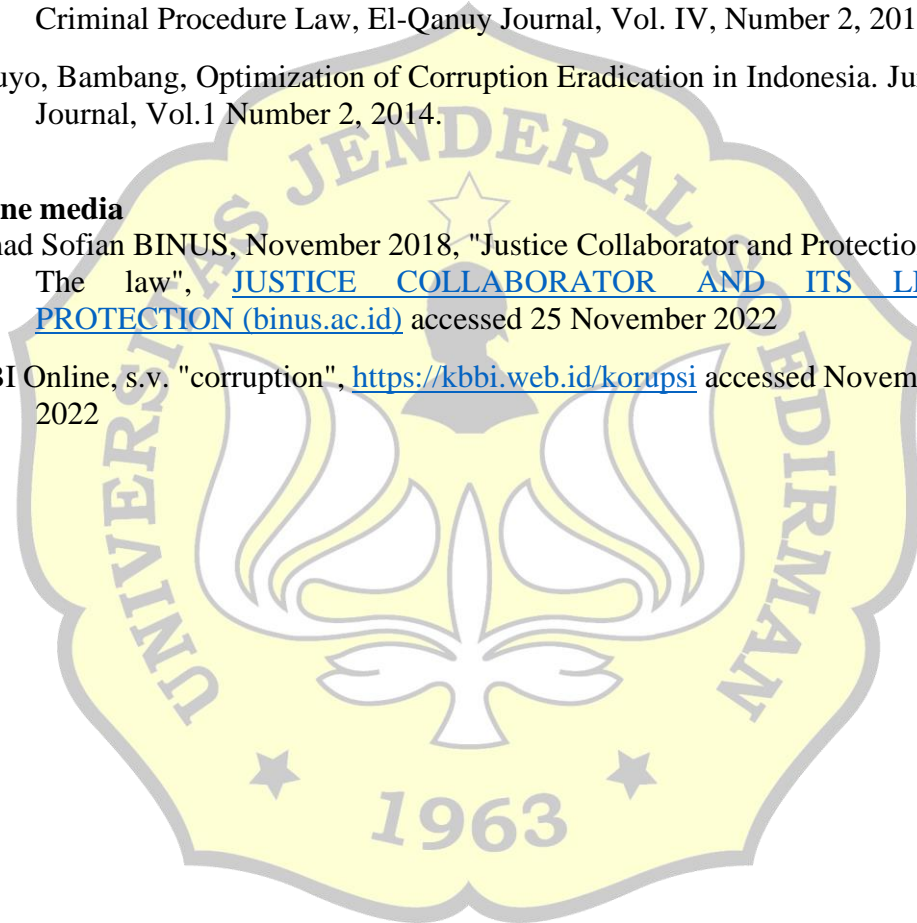 Criminal Procedure Law, El-Qanuy Journal, Vol. IV, Number 2, 201
uyo, Bambang, Optimization of Corruption Eradication in Indonesia. Ju
Journal, Vol.1 Number 2, 2014.
ne media
ad Sofian BINUS, November 2018, "Justice Collaborator and Protectio
The law", JUSTICE COLLABORATOR AND ITS LE
PROTECTION (binus.ac.id) accessed 25 November 2022
I Online, s.v. "corruption", https://kbbi.web.id/korupsi accessed Novem
2022
UNIVERSITAS JENDERAL SOEDIRMAN
1963